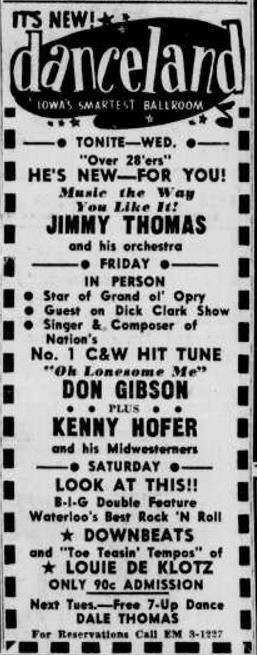 IT'S NEW!
danceland
IOWA'S SMARTEST BALLROOM
TONITE—WED.
"Over 28'ers"
HE'S NEW—FOR YOU!
Music the Way
You Like It!
JIMMY THOMAS
and his orchestra
FRIDAY
IN PERSON
● Star of Grand ol' Opry
● Guest on Dick Clark Show
● Singer & Composer of
Nation's
No. 1 C&W HIT TUNE
"Oh Lonesome Me"
DON GIBSON
● ● PLUS ● ●
KENNY HOFER
and his Midwesterners
SATURDAY
LOOK AT THIS!!
B-I-G Double Feature
Waterloo's Best Rock 'N Roll
★ DOWNBEATS
and "Toe Teasin' Tempos" of
★ LOUIE DE KLOTZ
ONLY 90c ADMISSION
Next Tues.—Free 7-Up Dance
DALE THOMAS
For Reservations Call EM 3-1227